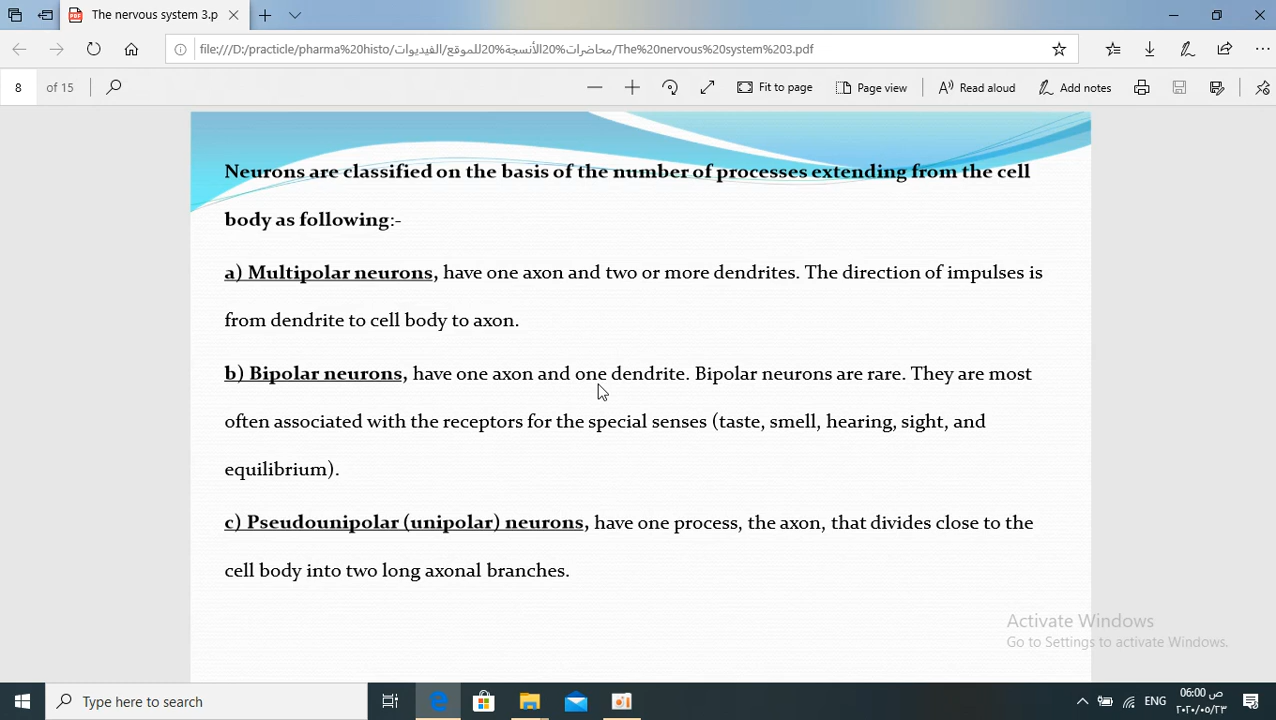 The nervous system 3.p
file:///D:/practicle/pharma%20histo/الفيديوات/محاضرات%20الأنسجة%20للموقع/The%20nervous%20system%203.pdf
8 of 15
Fit to page
Page view
Read aloud
Add notes
Neurons are classified on the basis of the number of processes extending from the cell
body as following:-
a) Multipolar neurons, have one axon and two or more dendrites. The direction of impulses is
from dendrite to cell body to axon.
b) Bipolar neurons, have one axon and one dendrite. Bipolar neurons are rare. They are most
often associated with the receptors for the special senses (taste, smell, hearing, sight, and
equilibrium).
c) Pseudounipolar (unipolar) neurons, have one process, the axon, that divides close to the
cell body into two long axonal branches.
Activate Windows
Go to Settings to activate Windows.
Type here to search
ENG
06:00 ص
٢٠٢٠/٠٥/٢٣